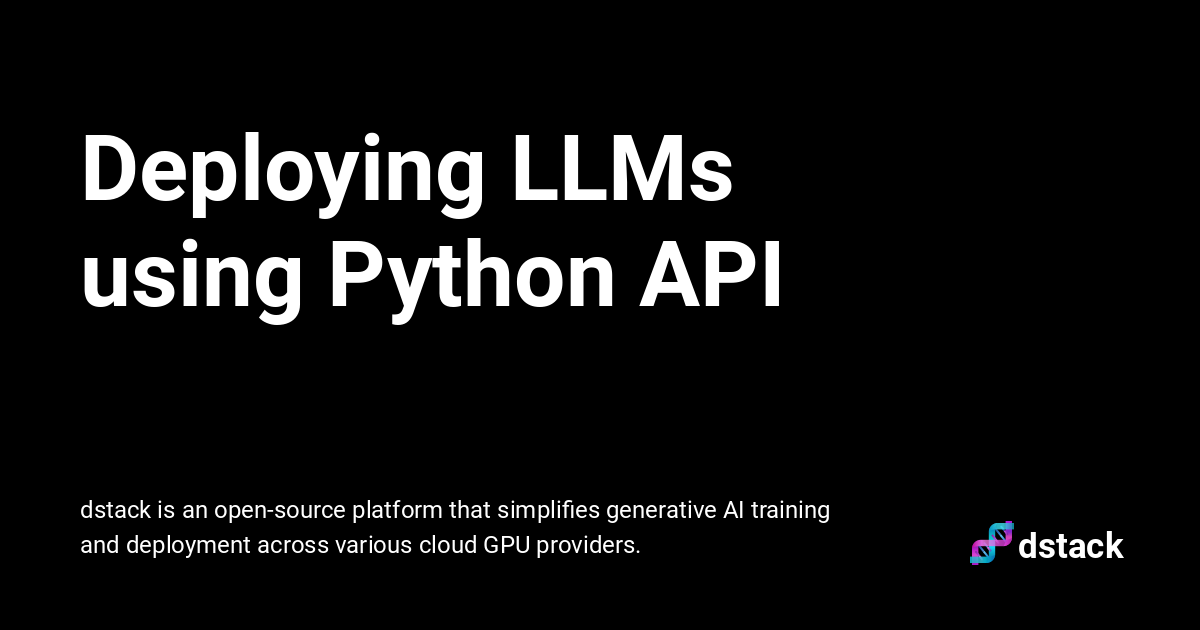 Deploying LLMs
using Python API
dstack is an open-source platform that simplifies generative AI training
and deployment across various cloud GPU providers.
dstack